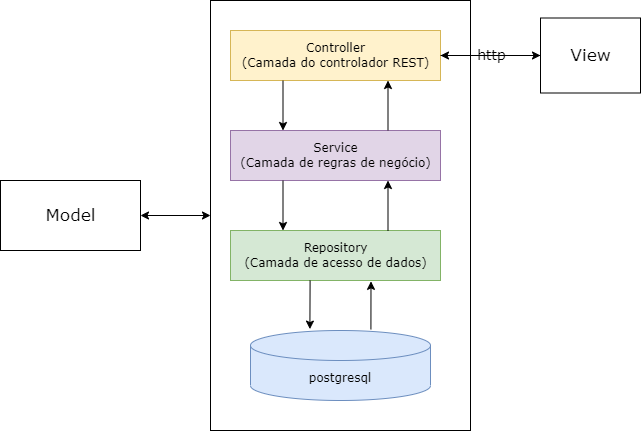 Controller
(Camada do controlador REST)
http
View
Service
(Camada de regras de negócio)
Model
Repository
(Camada de acesso de dados)
postgresql